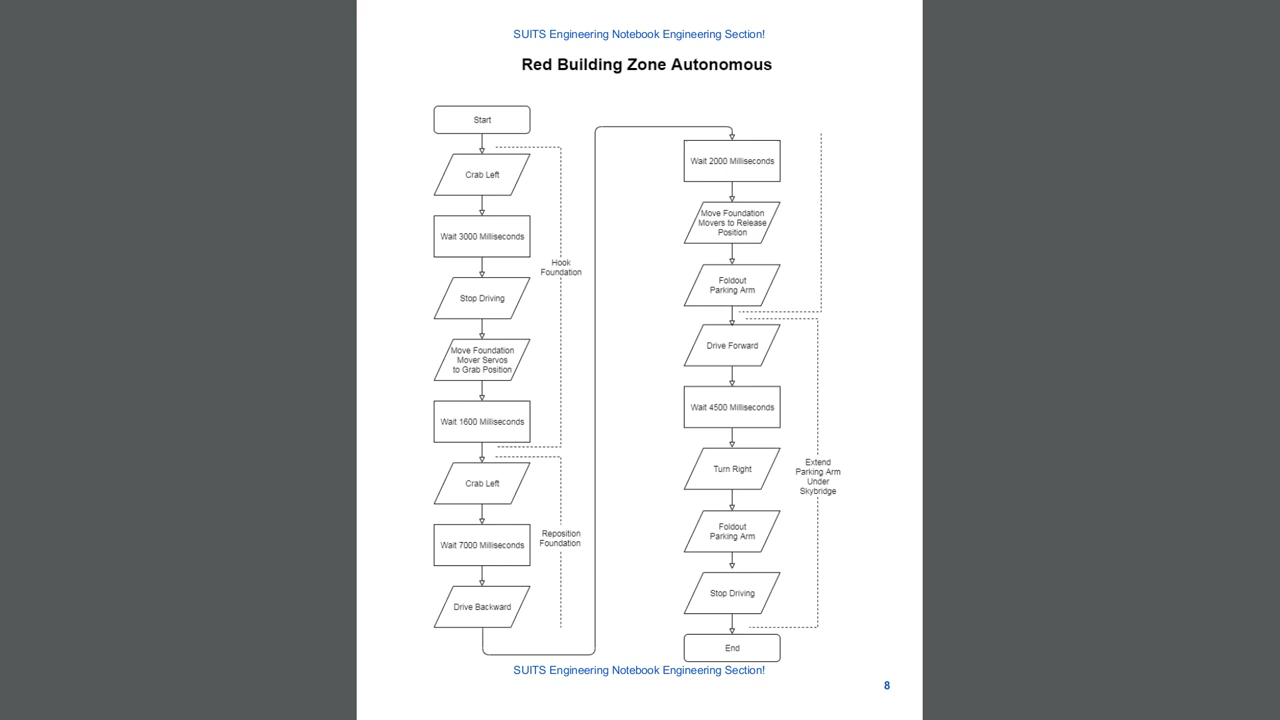 SUITS Engineering Notebook Engineering Section!
Red Building Zone Autonomous
Start
Crab Left
Wait 3000 Milliseconds
Stop Driving
Move Foundation
Mover Servos
to Grab Position
Wait 1600 Milliseconds
Hook
Foundation
Crab Left
Wait 7000 Milliseconds
Drive Backward
Reposition
Foundation
Wait 2000 Milliseconds
Move Foundation
Movers to Release
Position
Foldout
Parking Arm
Drive Forward
Wait 4500 Milliseconds
Turn Right
Foldout
Parking Arm
Stop Driving
Extend
Parking Arm
Under
Skybridge
End
SUITS Engineering Notebook Engineering Section!
8